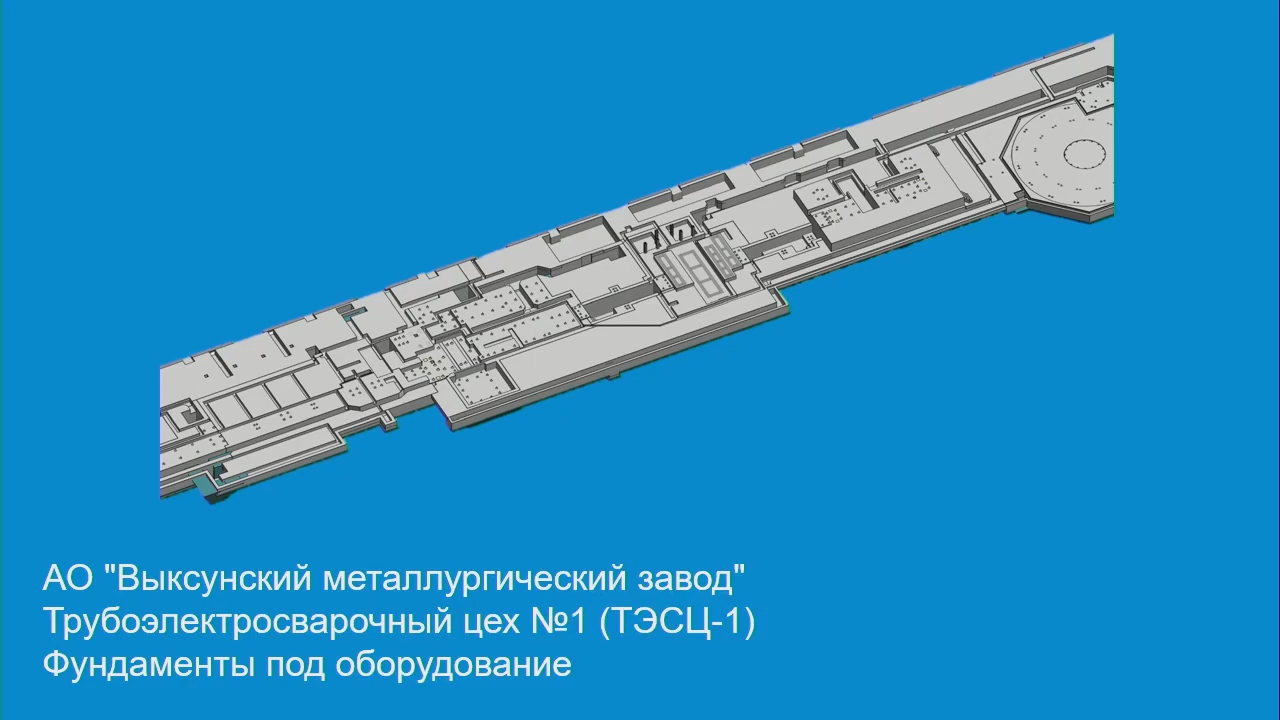 АО "Выксунский металлургический завод"
Трубоэлектросварочный цех №1 (ТЭСЦ-1)
Фундаменты под оборудование